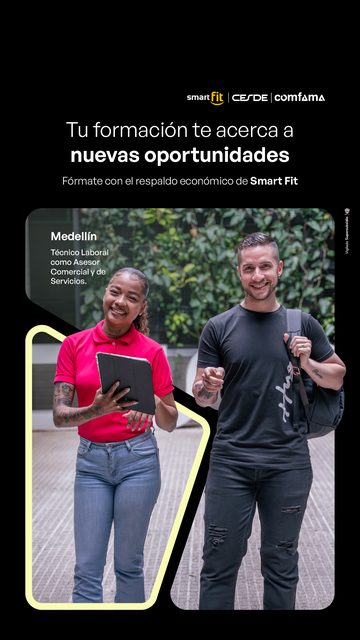 smart fit | CESDE | comfama
Tu formación te acerca a
nuevas oportunidades
Fórmate con el respaldo económico de Smart Fit
Medellín
Técnico Laboral
como Asesor
Comercial y de
Servicios.